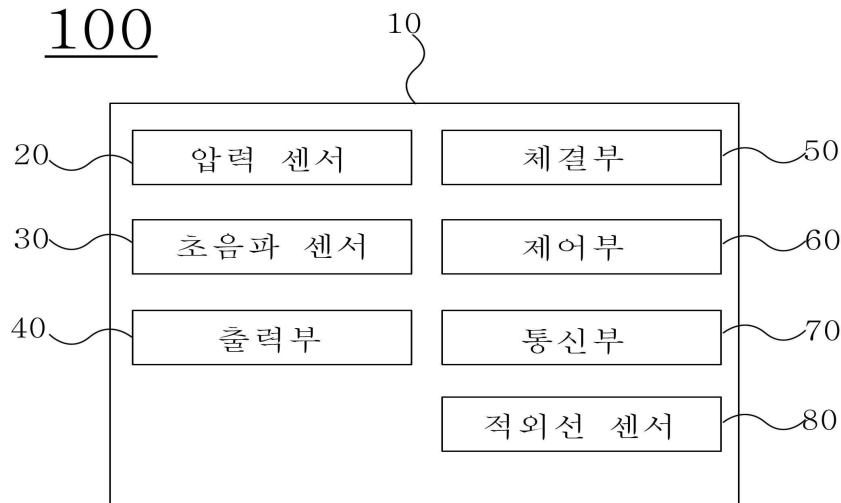 100
10
20 압력 센서 체결부 50
30 초음파 센서 제어부 60
40 출력부 통신부 70
적외선 센서 80